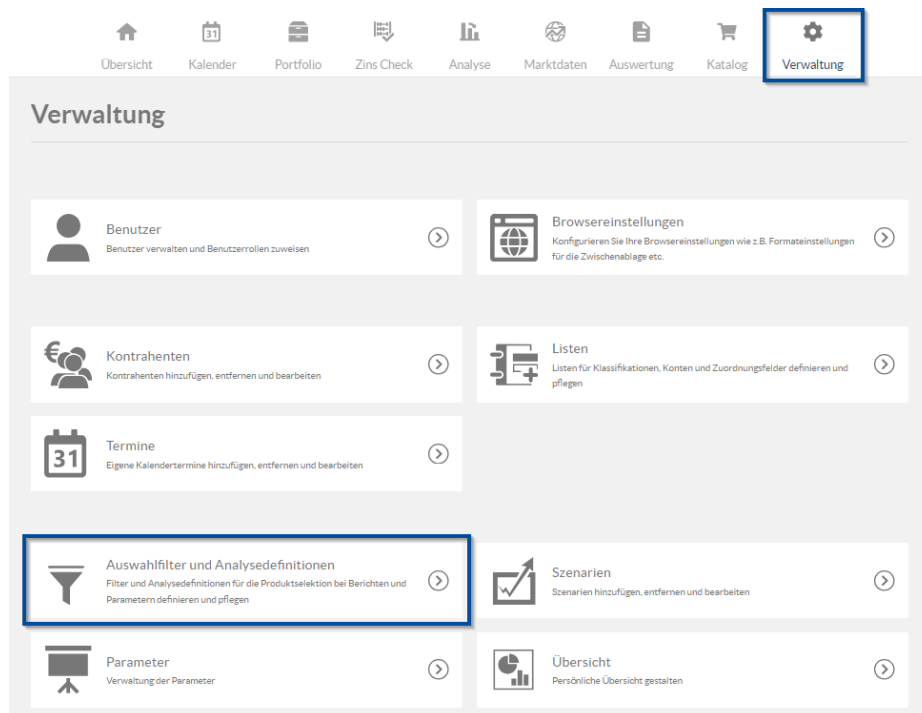 31
Übersicht Kalender Portfolio Zins Check Analyse Marktdaten Auswertung Katalog Verwaltung
Verwaltung
Benutzer
Benutzer verwalten und Benutzerrollen zuweisen
Browsereinstellungen
Konfigurieren Sie Ihre Browsereinstellungen wie z.B. Formateinstellungen
für die Zwischenablage etc.
€
Kontrahenten
Kontrahenten hinzufügen, entfernen und bearbeiten
Listen
Listen für Klassifikationen, Konten und Zuordnungsfelder definieren und
pflegen
31
Termine
Eigene Kalendertermine hinzufügen, entfernen und bearbeiten
Auswahlfilter und Analysedefinitionen
Filter und Analysedefinitionen für die Produktselektion bei Berichten und
Parametern definieren und pflegen
Szenarien
Szenarien hinzufügen, entfernen und bearbeiten
Parameter
Verwaltung der Parameter
Übersicht
Persönliche Übersicht gestalten